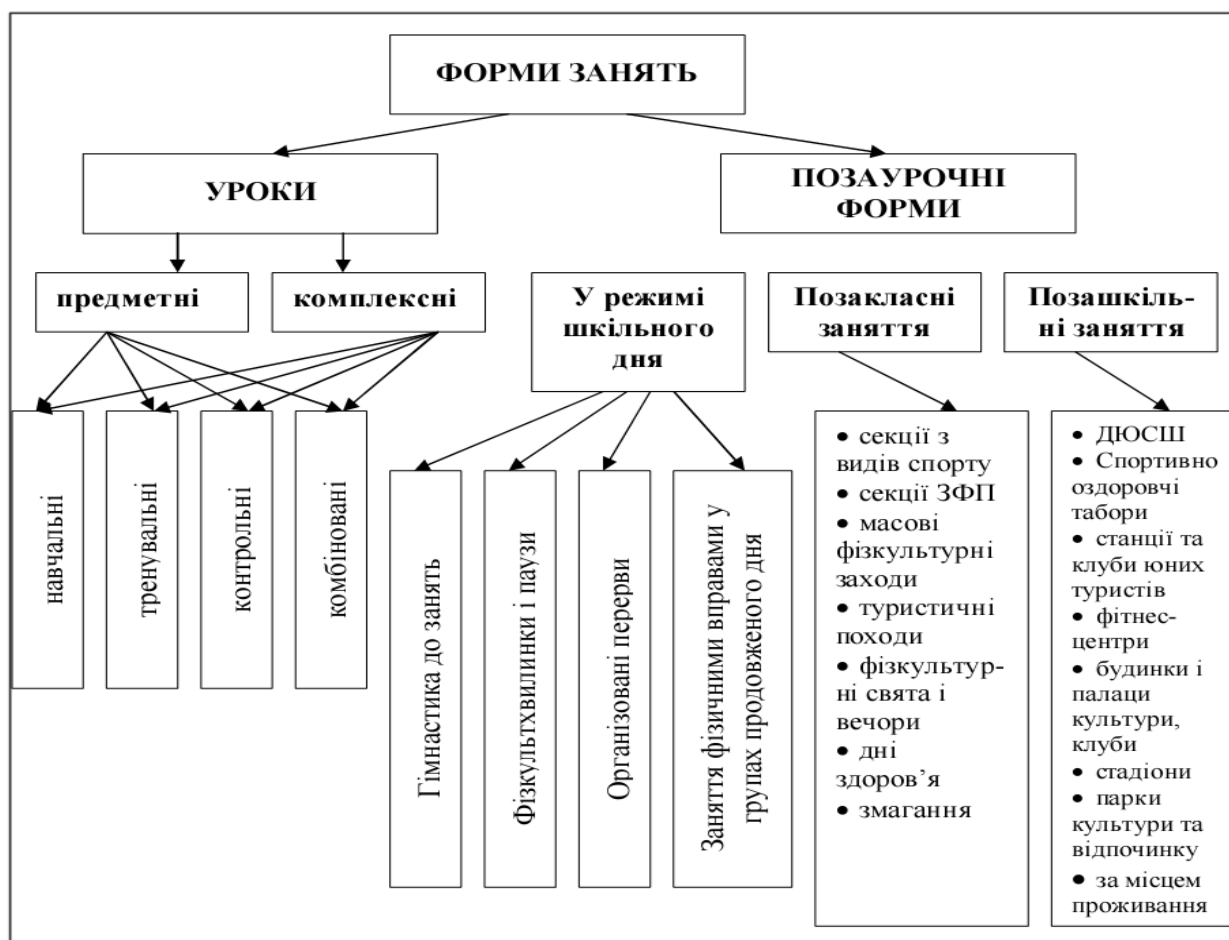 ФОРМИ ЗАНЯТЬ
УРОКИ
ПОЗАУРОЧНІ
ФОРМИ
предметні
комплексні
У режимі
шкільного
дня
Позакласні
заняття
Позашкіль-
ні заняття
навчальні
тренувальні
контрольні
комбіновані
Гімнастика до занять
Фізкультхвилинки і паузи
Організовані перерви
Заняття фізичними вправами у
групах продовженого дня
• секції з
видів спорту
• секції ЗФП
• масові
фізкультурні
заходи
• туристичні
походи
• фізкультур-
ні свята і
вечори
• дні
здоров’я
• змагання
• ДЮСШ
• Спортивно
оздоровчі
табори
• станції та
клуби юних
туристів
• фітнес-
центри
• будинки і
палаци
культури,
клуби
• стадіони
• парки
культури та
відпочинку
• за місцем
проживання